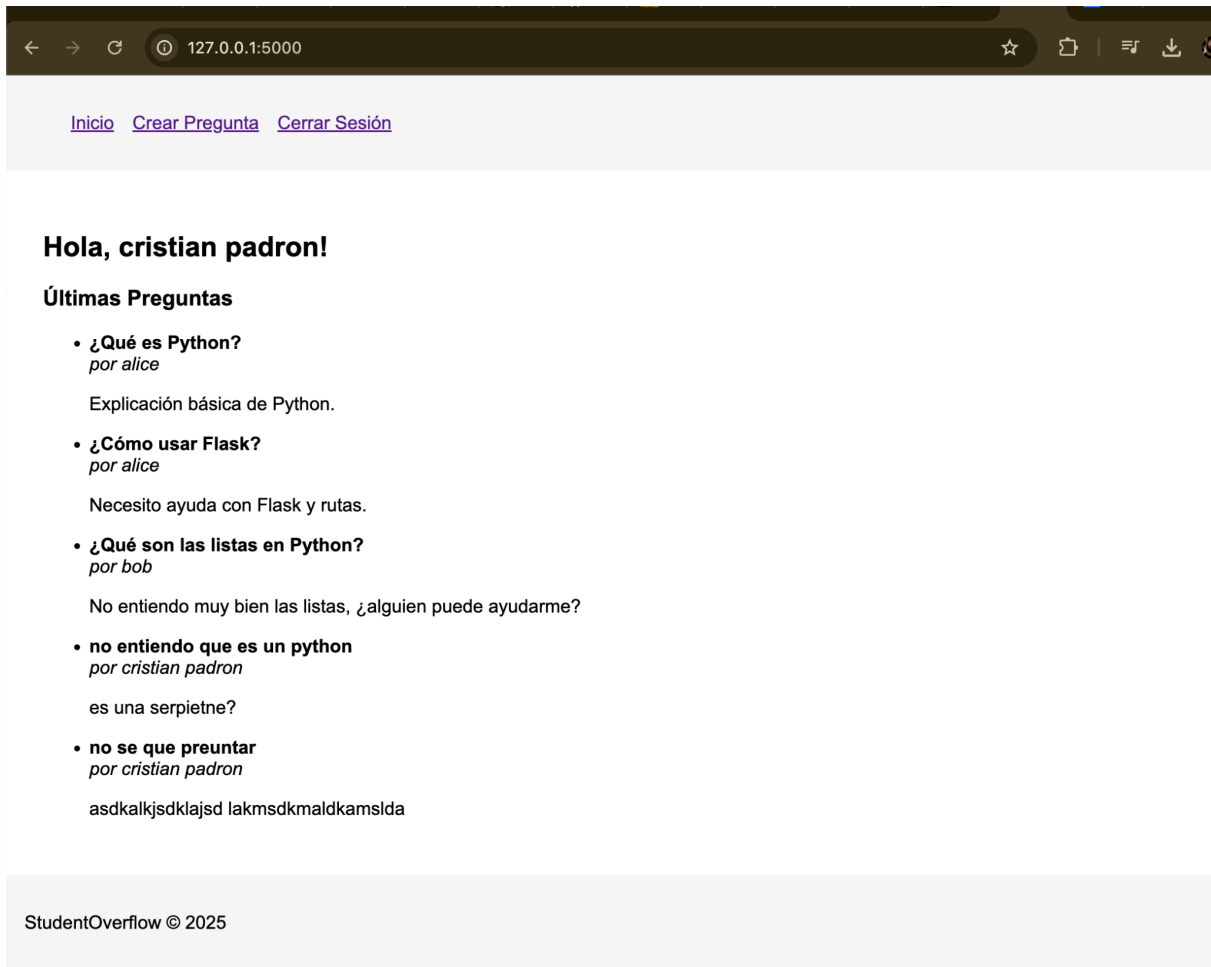 127.0.0.1:5000
Inicio Crear Pregunta Cerrar Sesión
Hola, cristian padron!
Últimas Preguntas
¿Qué es Python?
por alice
Explicación básica de Python.
¿Cómo usar Flask?
por alice
Necesito ayuda con Flask y rutas.
¿Qué son las listas en Python?
por bob
No entiendo muy bien las listas, ¿alguien puede ayudarme?
no entiendo que es un python
por cristian padron
es una serpietne?
no se que preuntar
por cristian padron
asdkalkjsdklajsd lakmsdkmaldkamslda
StudentOverflow © 2025